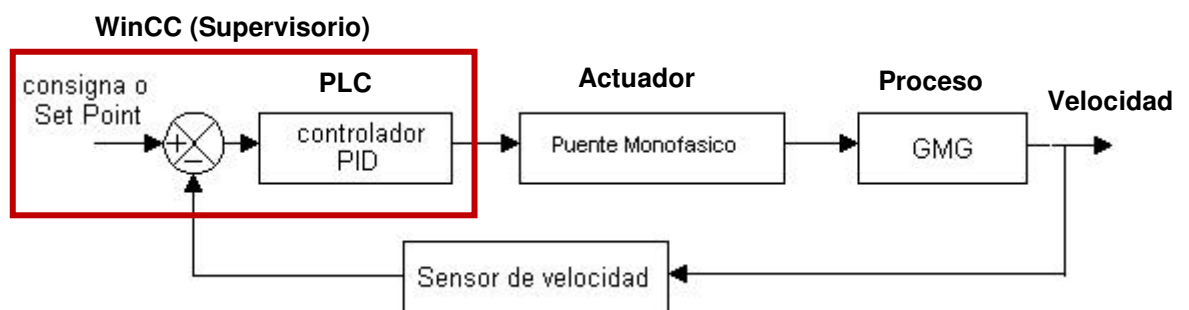 WinCC (Supervisorio)
consigna o
Set Point
PLC
controlador
PID
Actuador
Puente Monofasico
Proceso
GMG
Velocidad
+
−
Sensor de velocidad